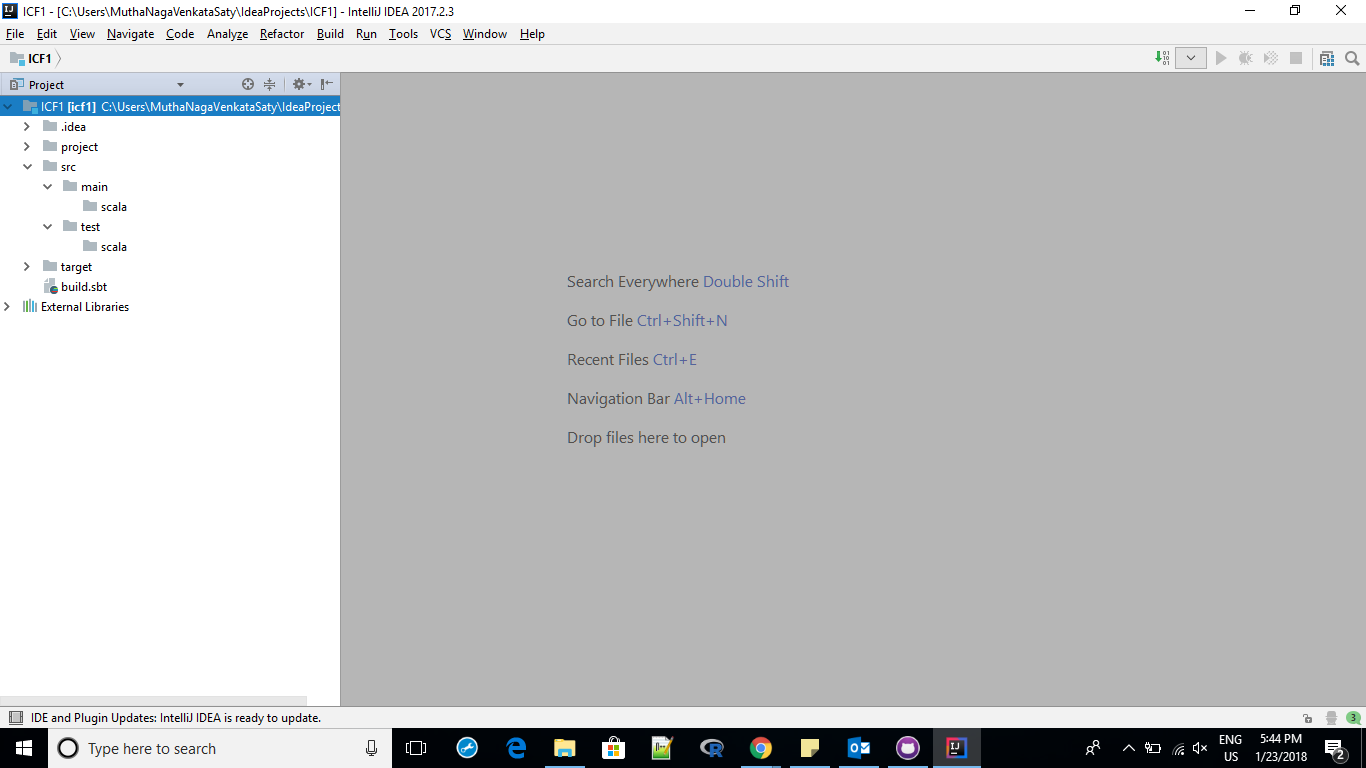 ICF1 - [C:\Users\MuthaNagaVenkataSaty\IdeaProjects\ICF1] - IntelliJ IDEA 2017.2.3
File Edit View Navigate Code Analyze Refactor Build Run Tools VCS Window Help
ICF1
Project
ICF1 [icf1] C:\Users\MuthaNagaVenkataSaty\IdeaProject
.idea
project
src
main
scala
test
scala
target
build.sbt
External Libraries
Search Everywhere Double Shift
Go to File Ctrl+Shift+N
Recent Files Ctrl+E
Navigation Bar Alt+Home
Drop files here to open
IDE and Plugin Updates: IntelliJ IDEA is ready to update.
3
Type here to search
ENG
US
5:44 PM
1/23/2018
2